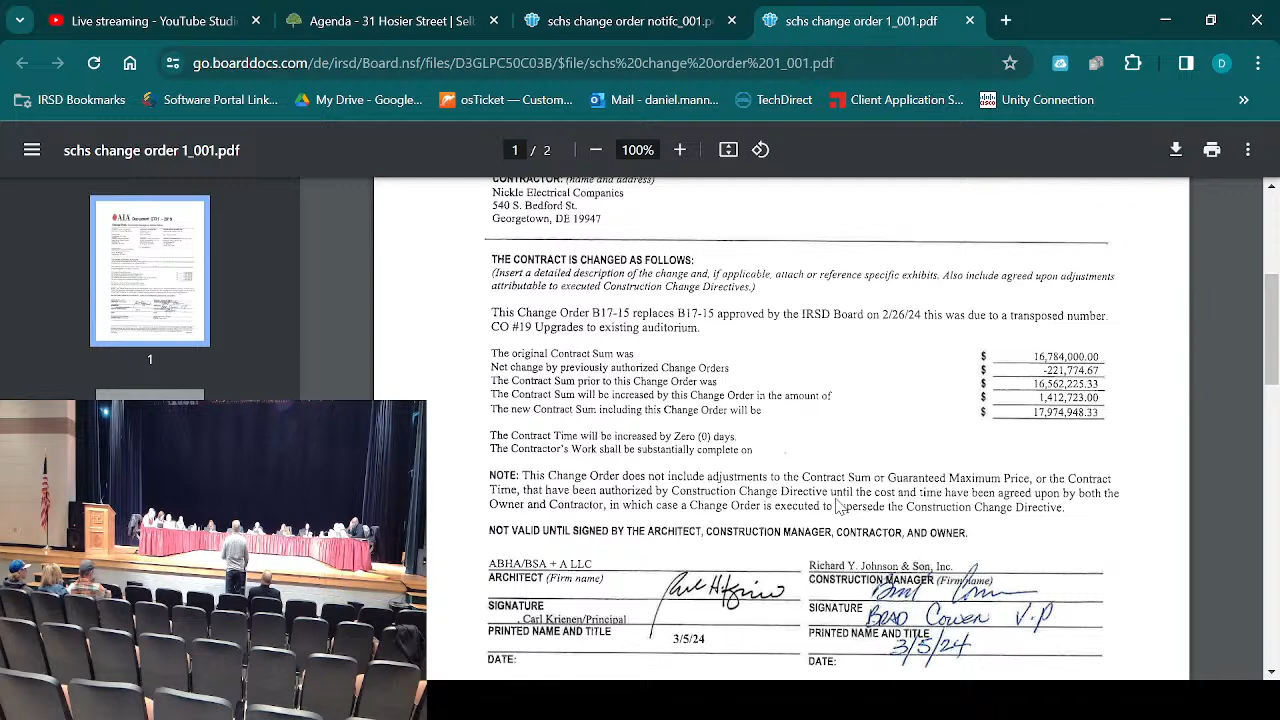 Live streaming - YouTube Studi
Agenda - 31 Hosier Street | Sell
schs change order notifc_001.p
schs change order 1_001.pdf
go.boarddocs.com/de/irsd/Board.nsf/files/D3GLPC50C03B/$file/schs%20change%20order%201_001.pdf
D
IRSD Bookmarks
Software Portal Link...
My Drive - Google...
osTicket — Custom...
Mail - daniel.mann...
TechDirect
Client Application S...
Unity Connection
schs change order 1_001.pdf
1 / 2
100%
1
CONTRACTOR: (name and address)
Nickle Electrical Companies
540 S. Bedford St.
Georgetown, DE 19947
THE CONTRACT IS CHANGED AS FOLLOWS:
(Insert a detailed description of the change and, if applicable, attach or reference specific exhibits. Also include agreed upon adjustments
attributable to executed Construction Change Directives.)
This Change Order B17-15 replaces B17-15 approved by the IRSD Board on 2/26/24 this was due to a transposed number.
CO #19 Upgrades to existing auditorium.
The original Contract Sum was $ 16,784,000.00
Net change by previously authorized Change Orders $ -221,774.67
The Contract Sum prior to this Change Order was $ 16,562,225.33
The Contract Sum will be increased by this Change Order in the amount of $ 1,412,723.00
The new Contract Sum including this Change Order will be $ 17,974,948.33
The Contract Time will be increased by Zero (0) days.
The Contractor's Work shall be substantially complete on
NOTE: This Change Order does not include adjustments to the Contract Sum or Guaranteed Maximum Price, or the Contract
Time, that have been authorized by Construction Change Directive until the cost and time have been agreed upon by both the
Owner and Contractor, in which case a Change Order is executed to supersede the Construction Change Directive.
NOT VALID UNTIL SIGNED BY THE ARCHITECT, CONSTRUCTION MANAGER, CONTRACTOR, AND OWNER.
ABHA/BSA + A LLC
ARCHITECT (Firm name)
SIGNATURE
Carl Krienen/Principal
PRINTED NAME AND TITLE
3/5/24
DATE:
Richard Y. Johnson & Son, Inc.
CONSTRUCTION MANAGER (Firm name)
SIGNATURE
BRAD COWEN V.P
PRINTED NAME AND TITLE
3/5/24
DATE: